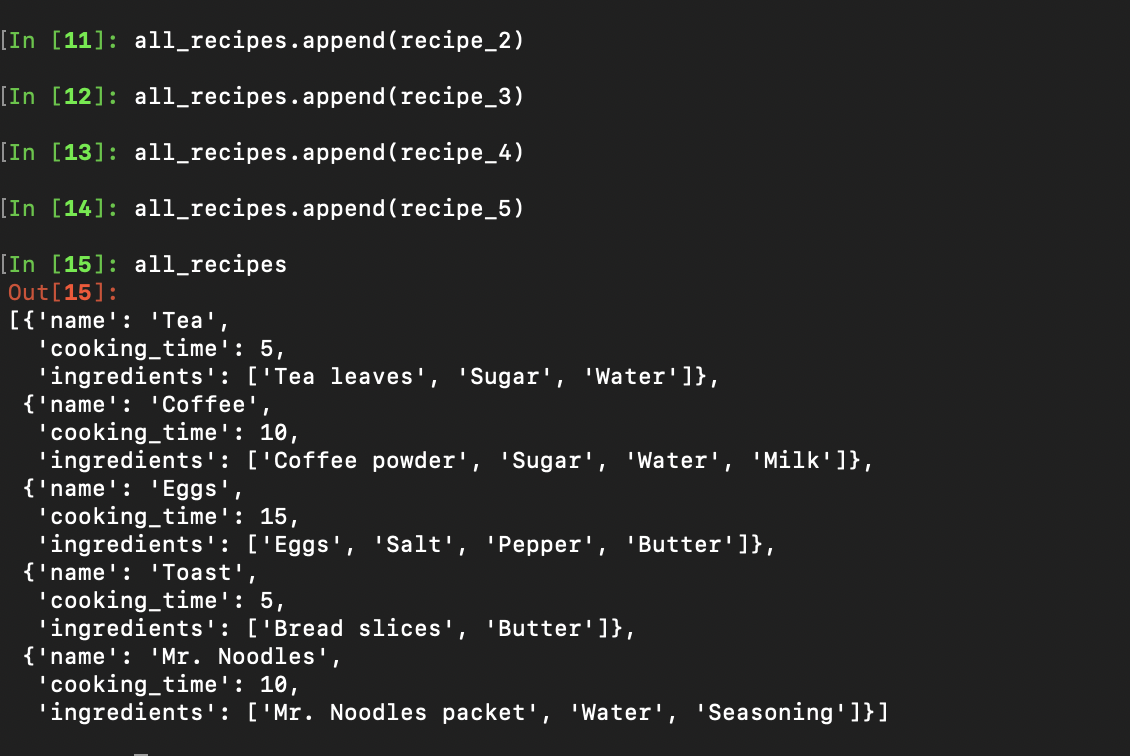 [In [11]: all_recipes.append(recipe_2)
[In [12]: all_recipes.append(recipe_3)
[In [13]: all_recipes.append(recipe_4)
[In [14]: all_recipes.append(recipe_5)
[In [15]: all_recipes
Out[15]:
[{'name': 'Tea',
  'cooking_time': 5,
  'ingredients': ['Tea leaves', 'Sugar', 'Water']},
 {'name': 'Coffee',
  'cooking_time': 10,
  'ingredients': ['Coffee powder', 'Sugar', 'Water', 'Milk']},
 {'name': 'Eggs',
  'cooking_time': 15,
  'ingredients': ['Eggs', 'Salt', 'Pepper', 'Butter']},
 {'name': 'Toast',
  'cooking_time': 5,
  'ingredients': ['Bread slices', 'Butter']},
 {'name': 'Mr. Noodles',
  'cooking_time': 10,
  'ingredients': ['Mr. Noodles packet', 'Water', 'Seasoning']}]